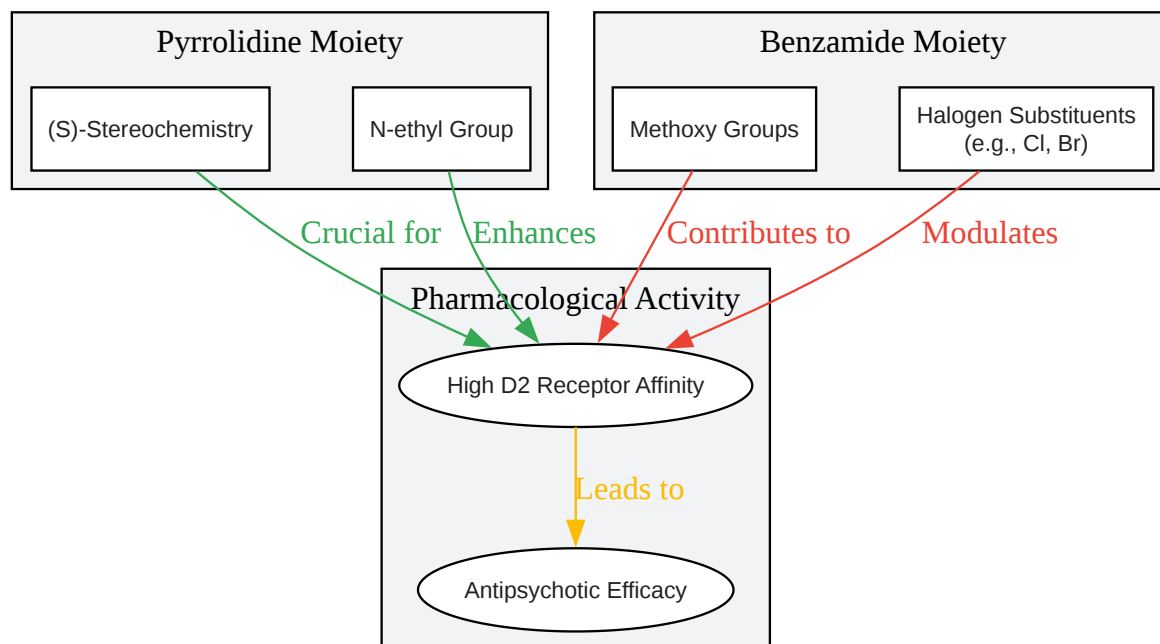 Pyrrolidine Moiety
Benzamide Moiety
(S)-Stereochemistry
N-ethyl Group
Methoxy Groups
Halogen Substituents
(e.g., Cl, Br)
Crucial for
Enhances
Contributes to
Modulates
Pharmacological Activity
High D2 Receptor Affinity
Leads to
Antipsychotic Efficacy